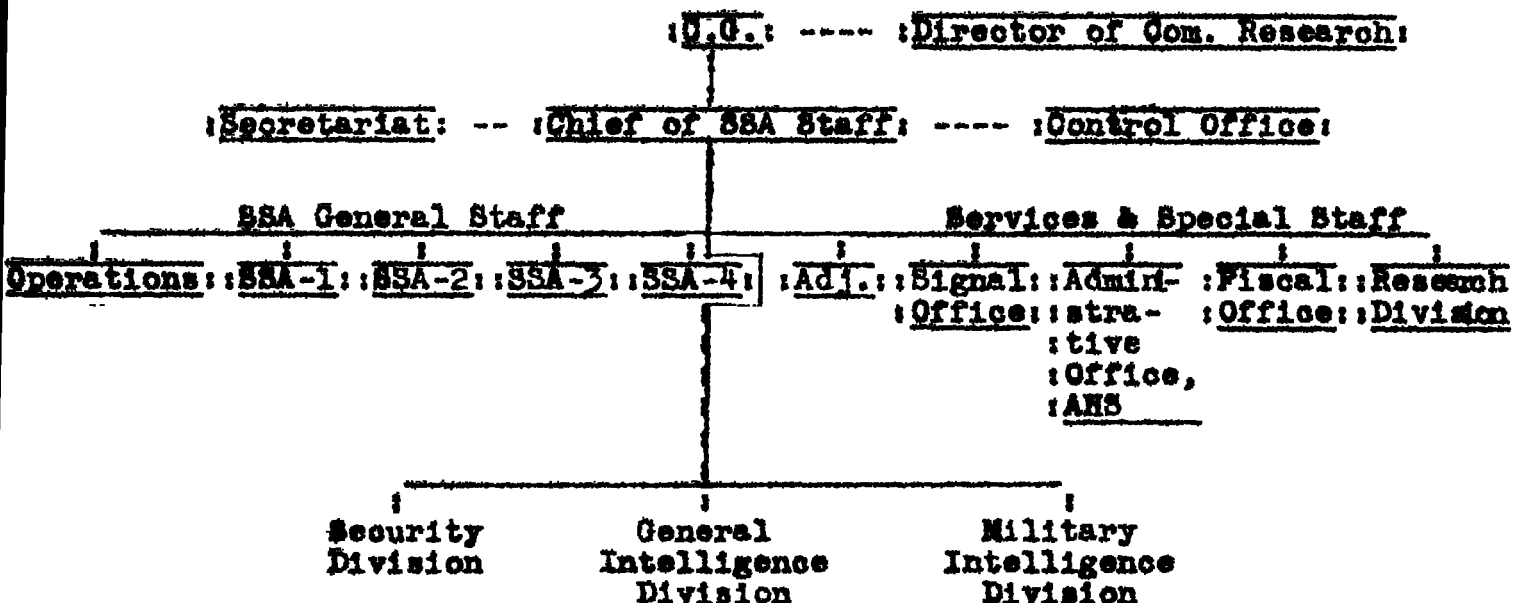 :C.G.: ---- :Director of Com. Research:
:Secretariat: -- :Chief of SSA Staff: ---- :Control Office:
SSA General Staff Services & Special Staff
Operations: :SSA-1: :SSA-2: :SSA-3: :SSA-4: :Adj.: :Signal: :Admini- :Fiscal: :Research
:Office: :stra- :Office: :Division
:tive
:Office,
:AHS
Security General Military
Division Intelligence Intelligence
Division Division